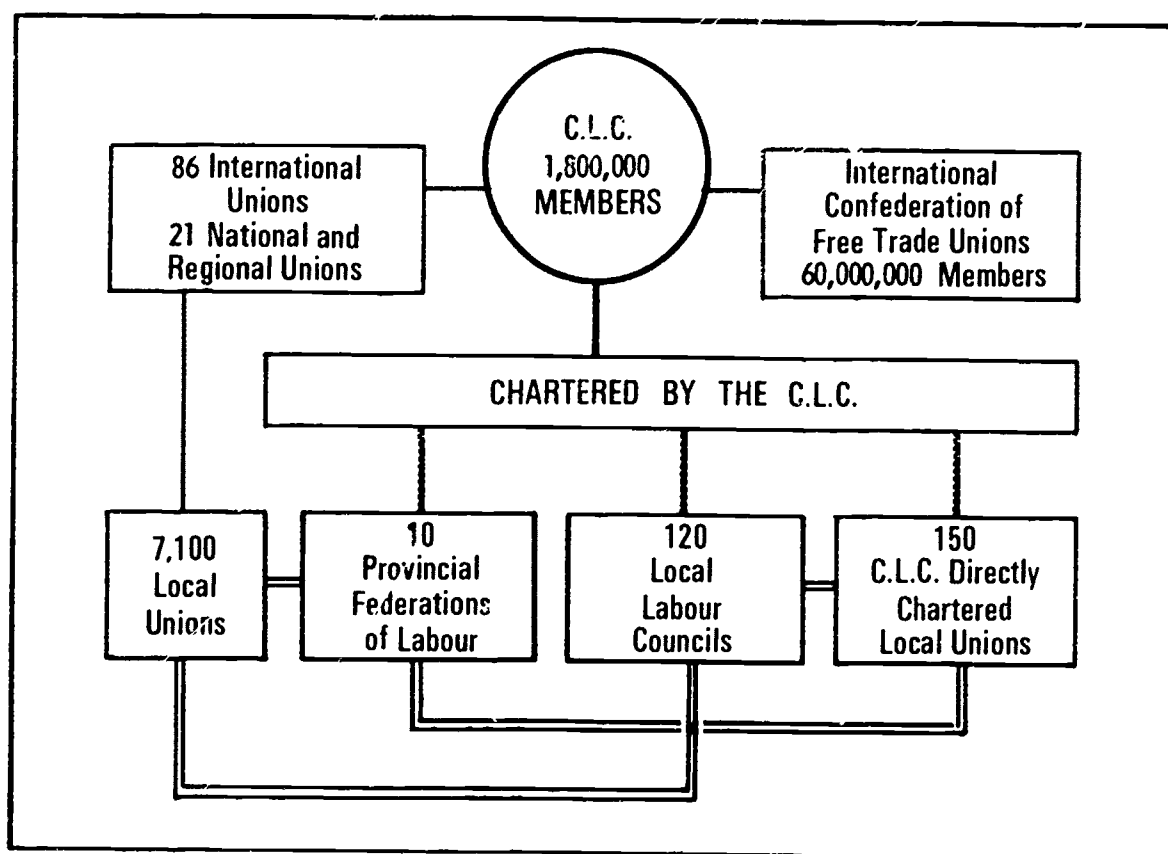 C.L.C.
1,800,000
MEMBERS
86 International
Unions
21 National and
Regional Unions
International
Confederation of
Free Trade Unions
60,000,000 Members
CHARTERED BY THE C.L.C.
7,100
Local
Unions
10
Provincial
Federations
of Labour
120
Local
Labour
Councils
150
C.L.C. Directly
Chartered
Local Unions